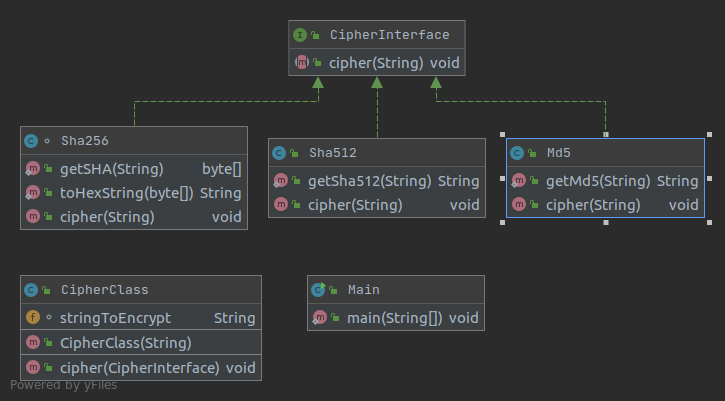 CipherInterface
cipher(String) void
Sha256
getSHA(String) byte[]
toHexString(byte[]) String
cipher(String) void
Sha512
getSha512(String) String
cipher(String) void
Md5
getMd5(String) String
cipher(String) void
CipherClass
stringToEncrypt String
CipherClass(String)
cipher(CipherInterface) void
Main
main(String[]) void
Powered by yFiles